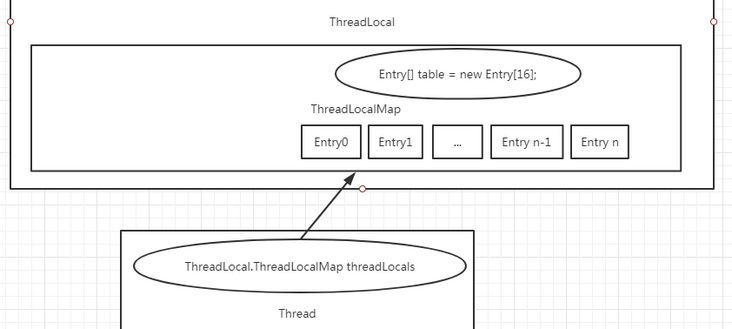 ThreadLocal
Entry[] table = new Entry[16];
ThreadLocalMap
Entry0
Entry1
...
Entry n-1
Entry n
ThreadLocal.ThreadLocalMap threadLocals
Thread